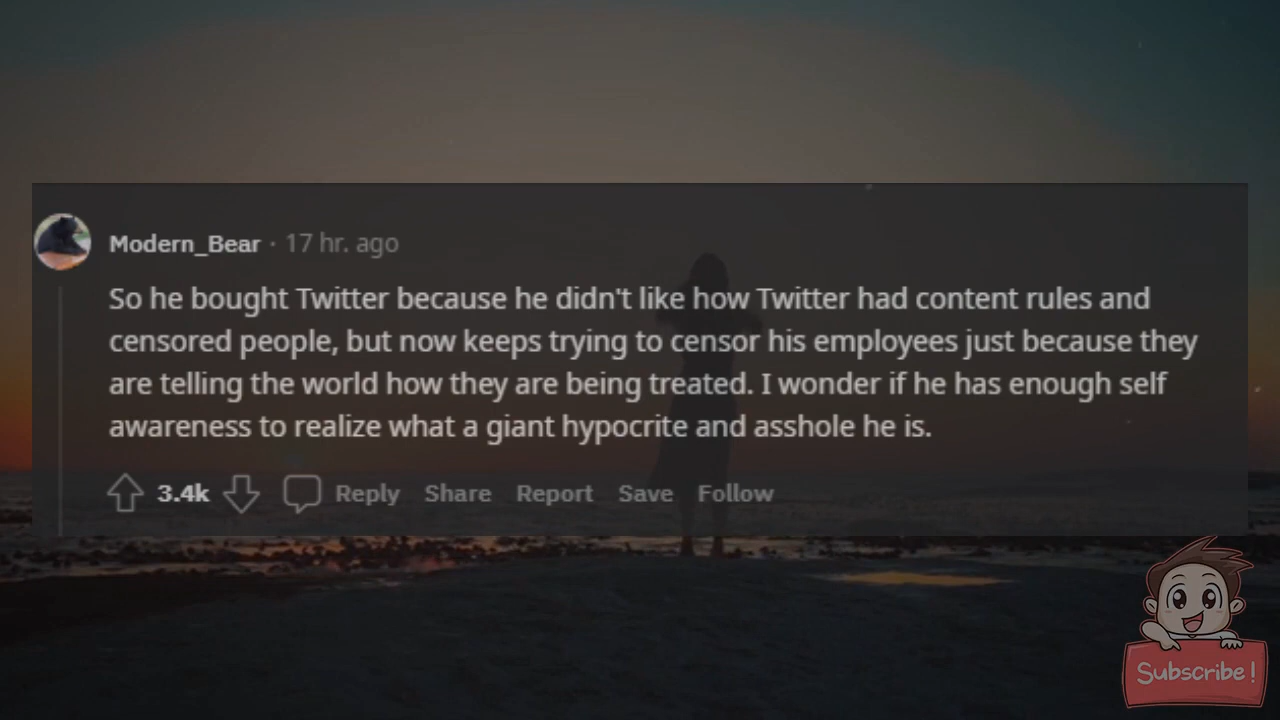 Modern_Bear · 17 hr. ago
So he bought Twitter because he didn't like how Twitter had content rules and
censored people, but now keeps trying to censor his employees just because they
are telling the world how they are being treated. I wonder if he has enough self
awareness to realize what a giant hypocrite and asshole he is.
3.4k Reply Share Report Save Follow
Subscribe!